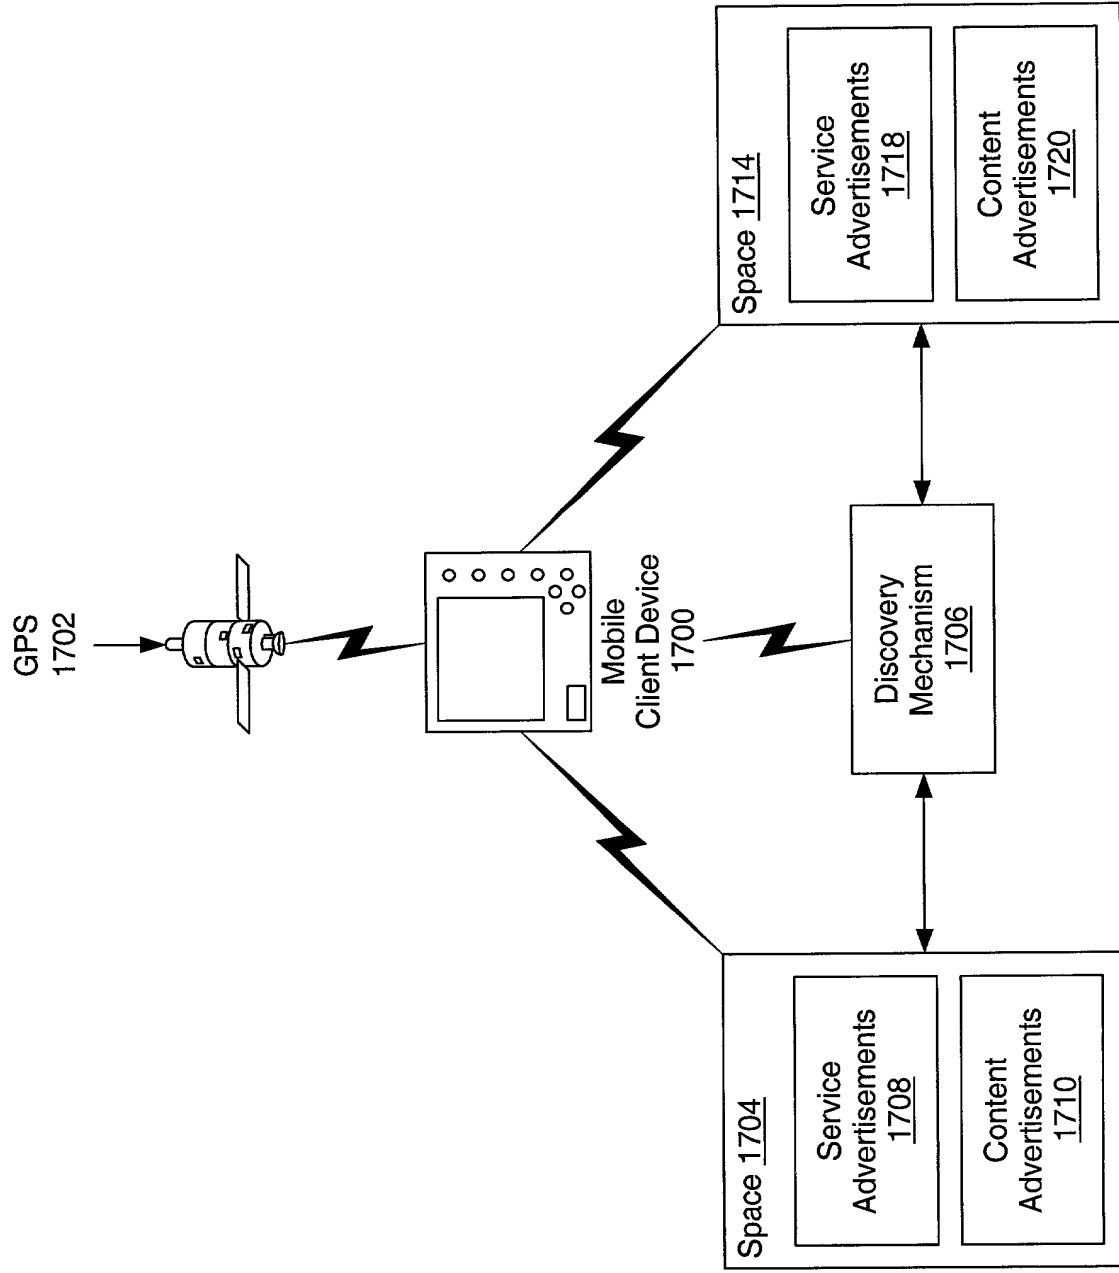 GPS
1702
Mobile
Client Device
1700
Discovery
Mechanism
1706
Space 1704
Service
Advertisements
1708
Content
Advertisements
1710
Space 1714
Service
Advertisements
1718
Content
Advertisements
1720